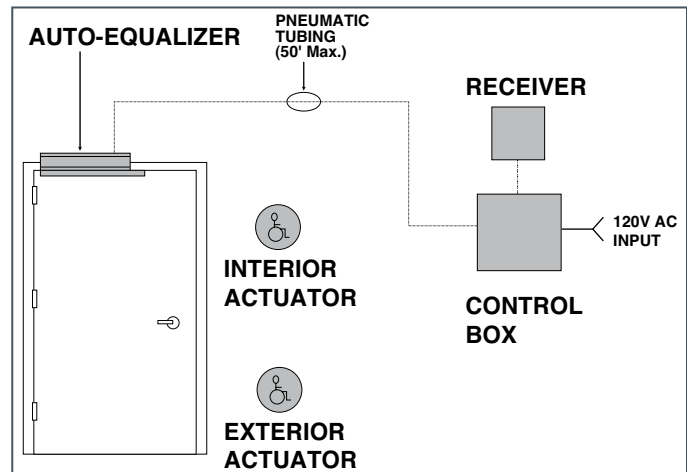 AUTO-EQUALIZER
PNEUMATIC
TUBING
(50' Max.)
RECEIVER
120V AC
INPUT
INTERIOR
ACTUATOR
CONTROL
BOX
EXTERIOR
ACTUATOR